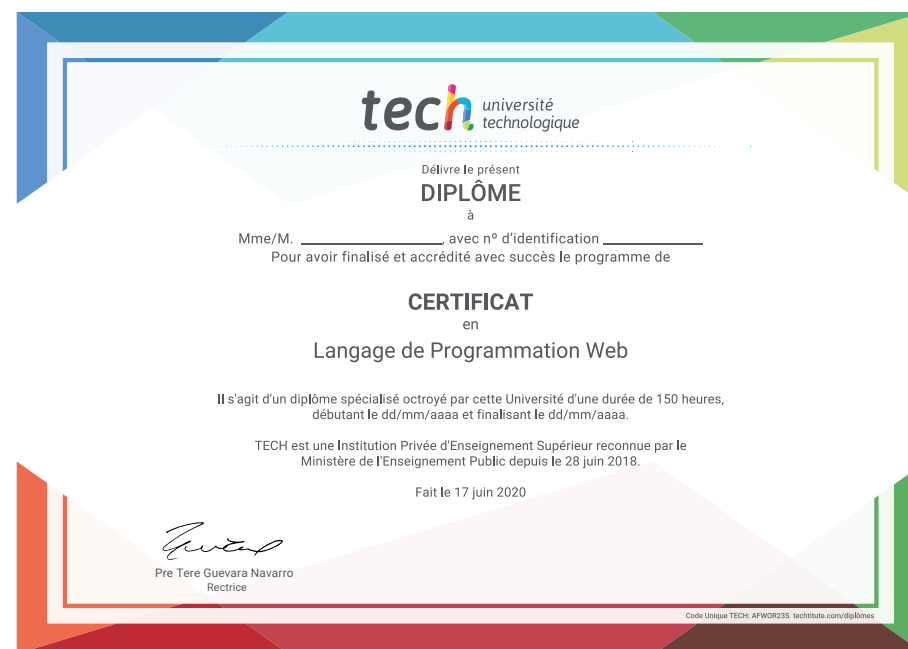 tech université
technologique
Délivre le présent
DIPLÔME
à
Mme/M. ____________________, avec nº d'identification ______________
Pour avoir finalisé et accrédité avec succès le programme de
CERTIFICAT
en
Langage de Programmation Web
Il s'agit d'un diplôme spécialisé octroyé par cette Université d'une durée de 150 heures,
débutant le dd/mm/aaaa et finalisant le dd/mm/aaaa.
TECH est une Institution Privée d'Enseignement Supérieur reconnue par le
Ministère de l'Enseignement Public depuis le 28 juin 2018.
Fait le 17 juin 2020
Pre Tere Guevara Navarro
Rectrice
Code Unique TECH: AFWOR23S techtitute.com/diplômes